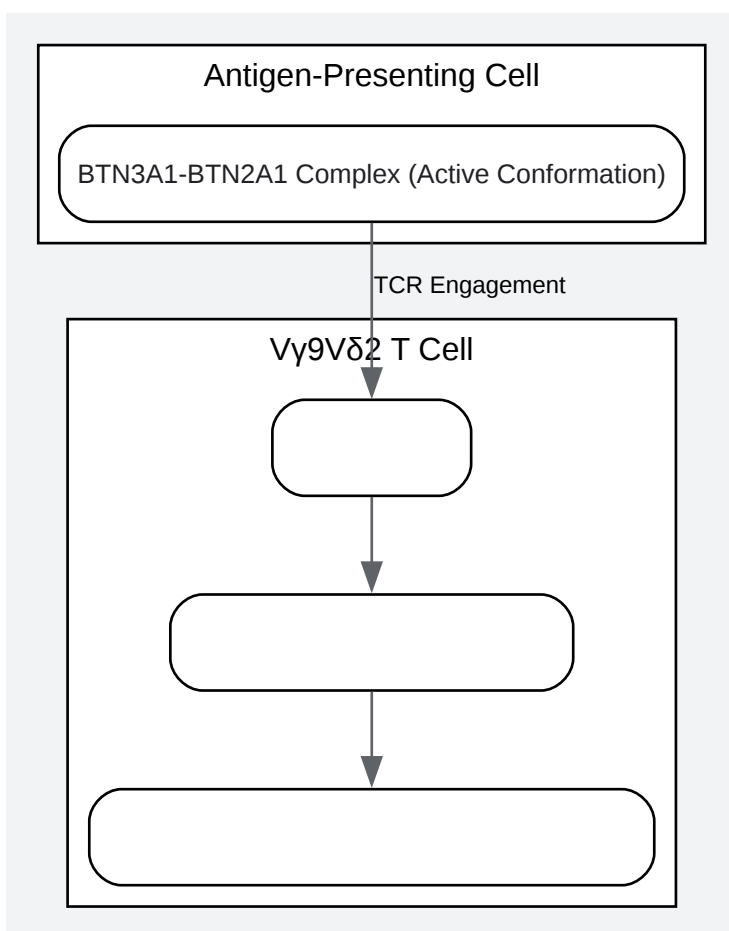 Antigen-Presenting Cell
BTN3A1-BTN2A1 Complex (Active Conformation)
TCR Engagement
Vγ9Vδ2 T Cell